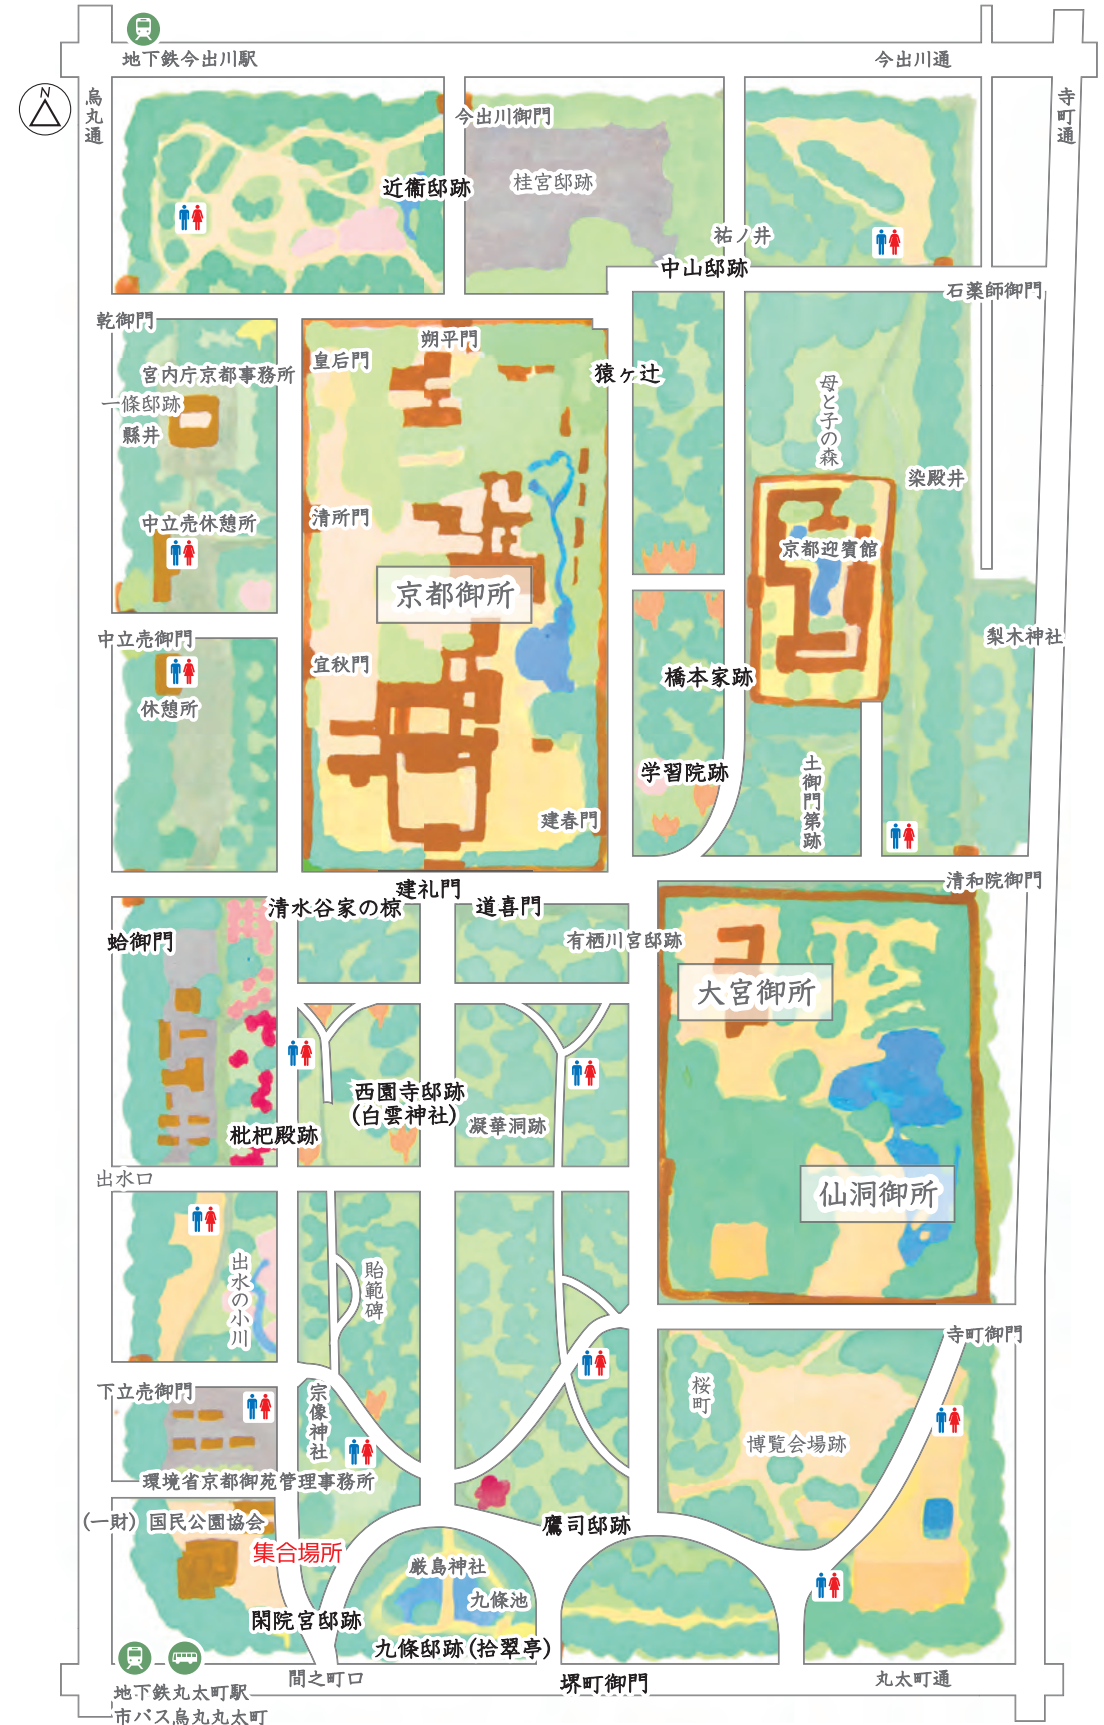 地下鉄今出川駅
今出川通
N
烏丸通
寺町通
今出川御門
近衞邸跡
桂宮邸跡
祐ノ井
中山邸跡
石薬師御門
乾御門
朔平門
皇后門
猿ヶ辻
宮内庁京都事務所
一條邸跡
縣井
母と子の森
染殿井
清所門
中立売休憩所
京都迎賓館
京都御所
中立売御門
梨木神社
宜秋門
橋本家跡
休憩所
学習院跡
土御門第跡
建春門
建礼門
清和院御門
清水谷家の椋
道喜門
蛤御門
有栖川宮邸跡
大宮御所
西園寺邸跡
(白雲神社)
凝華洞跡
枇杷殿跡
出水口
仙洞御所
出水の小川
貽範碑
寺町御門
下立売御門
宗像神社
桜町
博覧会場跡
環境省京都御苑管理事務所
(一財) 国民公園協会
鷹司邸跡
集合場所
厳島神社
九條池
閑院宮邸跡
九條邸跡(拾翠亭)
間之町口
堺町御門
丸太町通
地下鉄丸太町駅
市バス烏丸丸太町